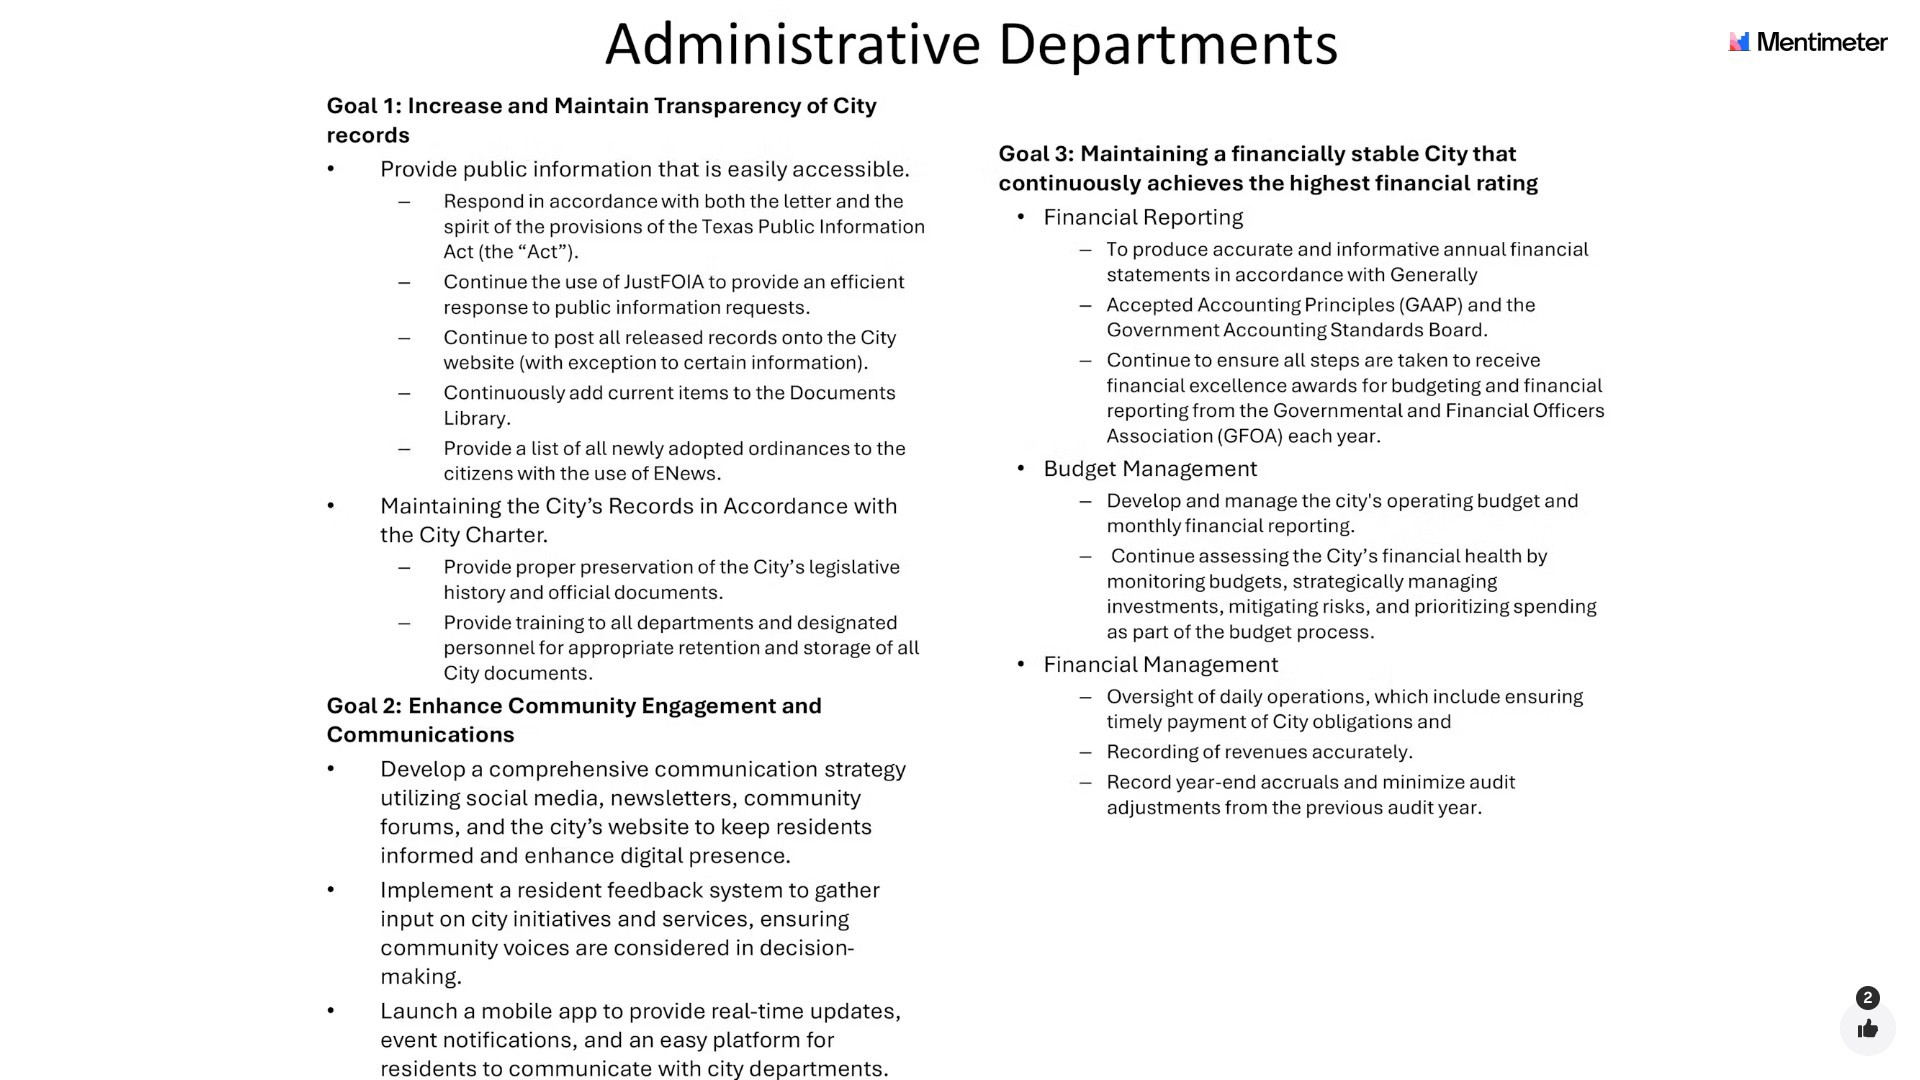 Administrative Departments
Mentimeter
Goal 1: Increase and Maintain Transparency of City
records
• Provide public information that is easily accessible.
– Respond in accordance with both the letter and the
spirit of the provisions of the Texas Public Information
Act (the “Act”).
– Continue the use of JustFOIA to provide an efficient
response to public information requests.
– Continue to post all released records onto the City
website (with exception to certain information).
– Continuously add current items to the Documents
Library.
– Provide a list of all newly adopted ordinances to the
citizens with the use of ENews.
• Maintaining the City’s Records in Accordance with
the City Charter.
– Provide proper preservation of the City’s legislative
history and official documents.
– Provide training to all departments and designated
personnel for appropriate retention and storage of all
City documents.
Goal 2: Enhance Community Engagement and
Communications
• Develop a comprehensive communication strategy
utilizing social media, newsletters, community
forums, and the city’s website to keep residents
informed and enhance digital presence.
• Implement a resident feedback system to gather
input on city initiatives and services, ensuring
community voices are considered in decision-
making.
• Launch a mobile app to provide real-time updates,
event notifications, and an easy platform for
residents to communicate with city departments.
Goal 3: Maintaining a financially stable City that
continuously achieves the highest financial rating
• Financial Reporting
– To produce accurate and informative annual financial
statements in accordance with Generally
– Accepted Accounting Principles (GAAP) and the
Government Accounting Standards Board.
– Continue to ensure all steps are taken to receive
financial excellence awards for budgeting and financial
reporting from the Governmental and Financial Officers
Association (GFOA) each year.
• Budget Management
– Develop and manage the city's operating budget and
monthly financial reporting.
– Continue assessing the City’s financial health by
monitoring budgets, strategically managing
investments, mitigating risks, and prioritizing spending
as part of the budget process.
• Financial Management
– Oversight of daily operations, which include ensuring
timely payment of City obligations and
– Recording of revenues accurately.
– Record year-end accruals and minimize audit
adjustments from the previous audit year.
2